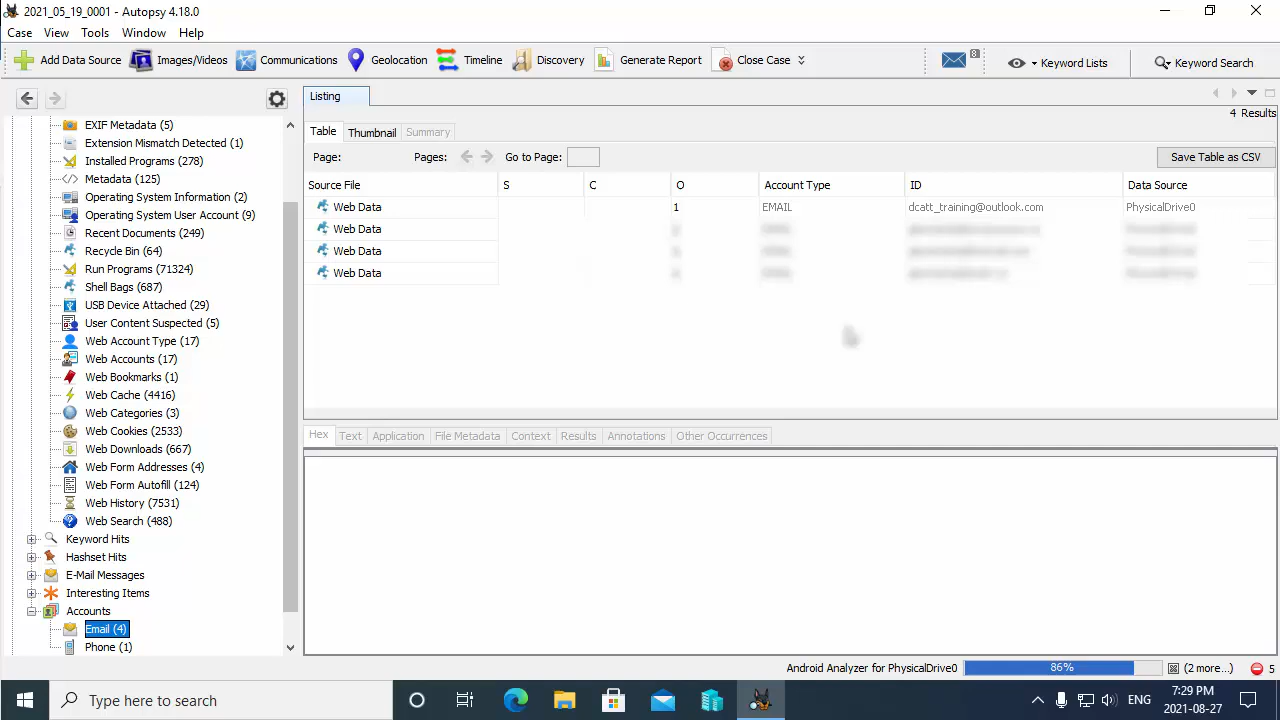 2021_05_19_0001 - Autopsy 4.18.0
Case View Tools Window Help
Add Data Source Images/Videos Communications Geolocation Timeline Discovery Generate Report Close Case 8 Keyword Lists Keyword Search
Listing
4 Results
Table Thumbnail Summary
Page: Pages: Go to Page: Save Table as CSV
Source File S C O Account Type ID Data Source
Web Data 1 EMAIL dcatt_training@outlook.com PhysicalDrive0
Web Data
Web Data
Web Data
EXIF Metadata (5)
Extension Mismatch Detected (1)
Installed Programs (278)
Metadata (125)
Operating System Information (2)
Operating System User Account (9)
Recent Documents (249)
Recycle Bin (64)
Run Programs (71324)
Shell Bags (687)
USB Device Attached (29)
User Content Suspected (5)
Web Account Type (17)
Web Accounts (17)
Web Bookmarks (1)
Web Cache (4416)
Web Categories (3)
Web Cookies (2533)
Web Downloads (667)
Web Form Addresses (4)
Web Form Autofill (124)
Web History (7531)
Web Search (488)
Keyword Hits
Hashset Hits
E-Mail Messages
Interesting Items
Accounts
Email (4)
Phone (1)
Hex Text Application File Metadata Context Results Annotations Other Occurrences
Android Analyzer for PhysicalDrive0 86% (2 more...) 5
Type here to search
ENG
7:29 PM
2021-08-27